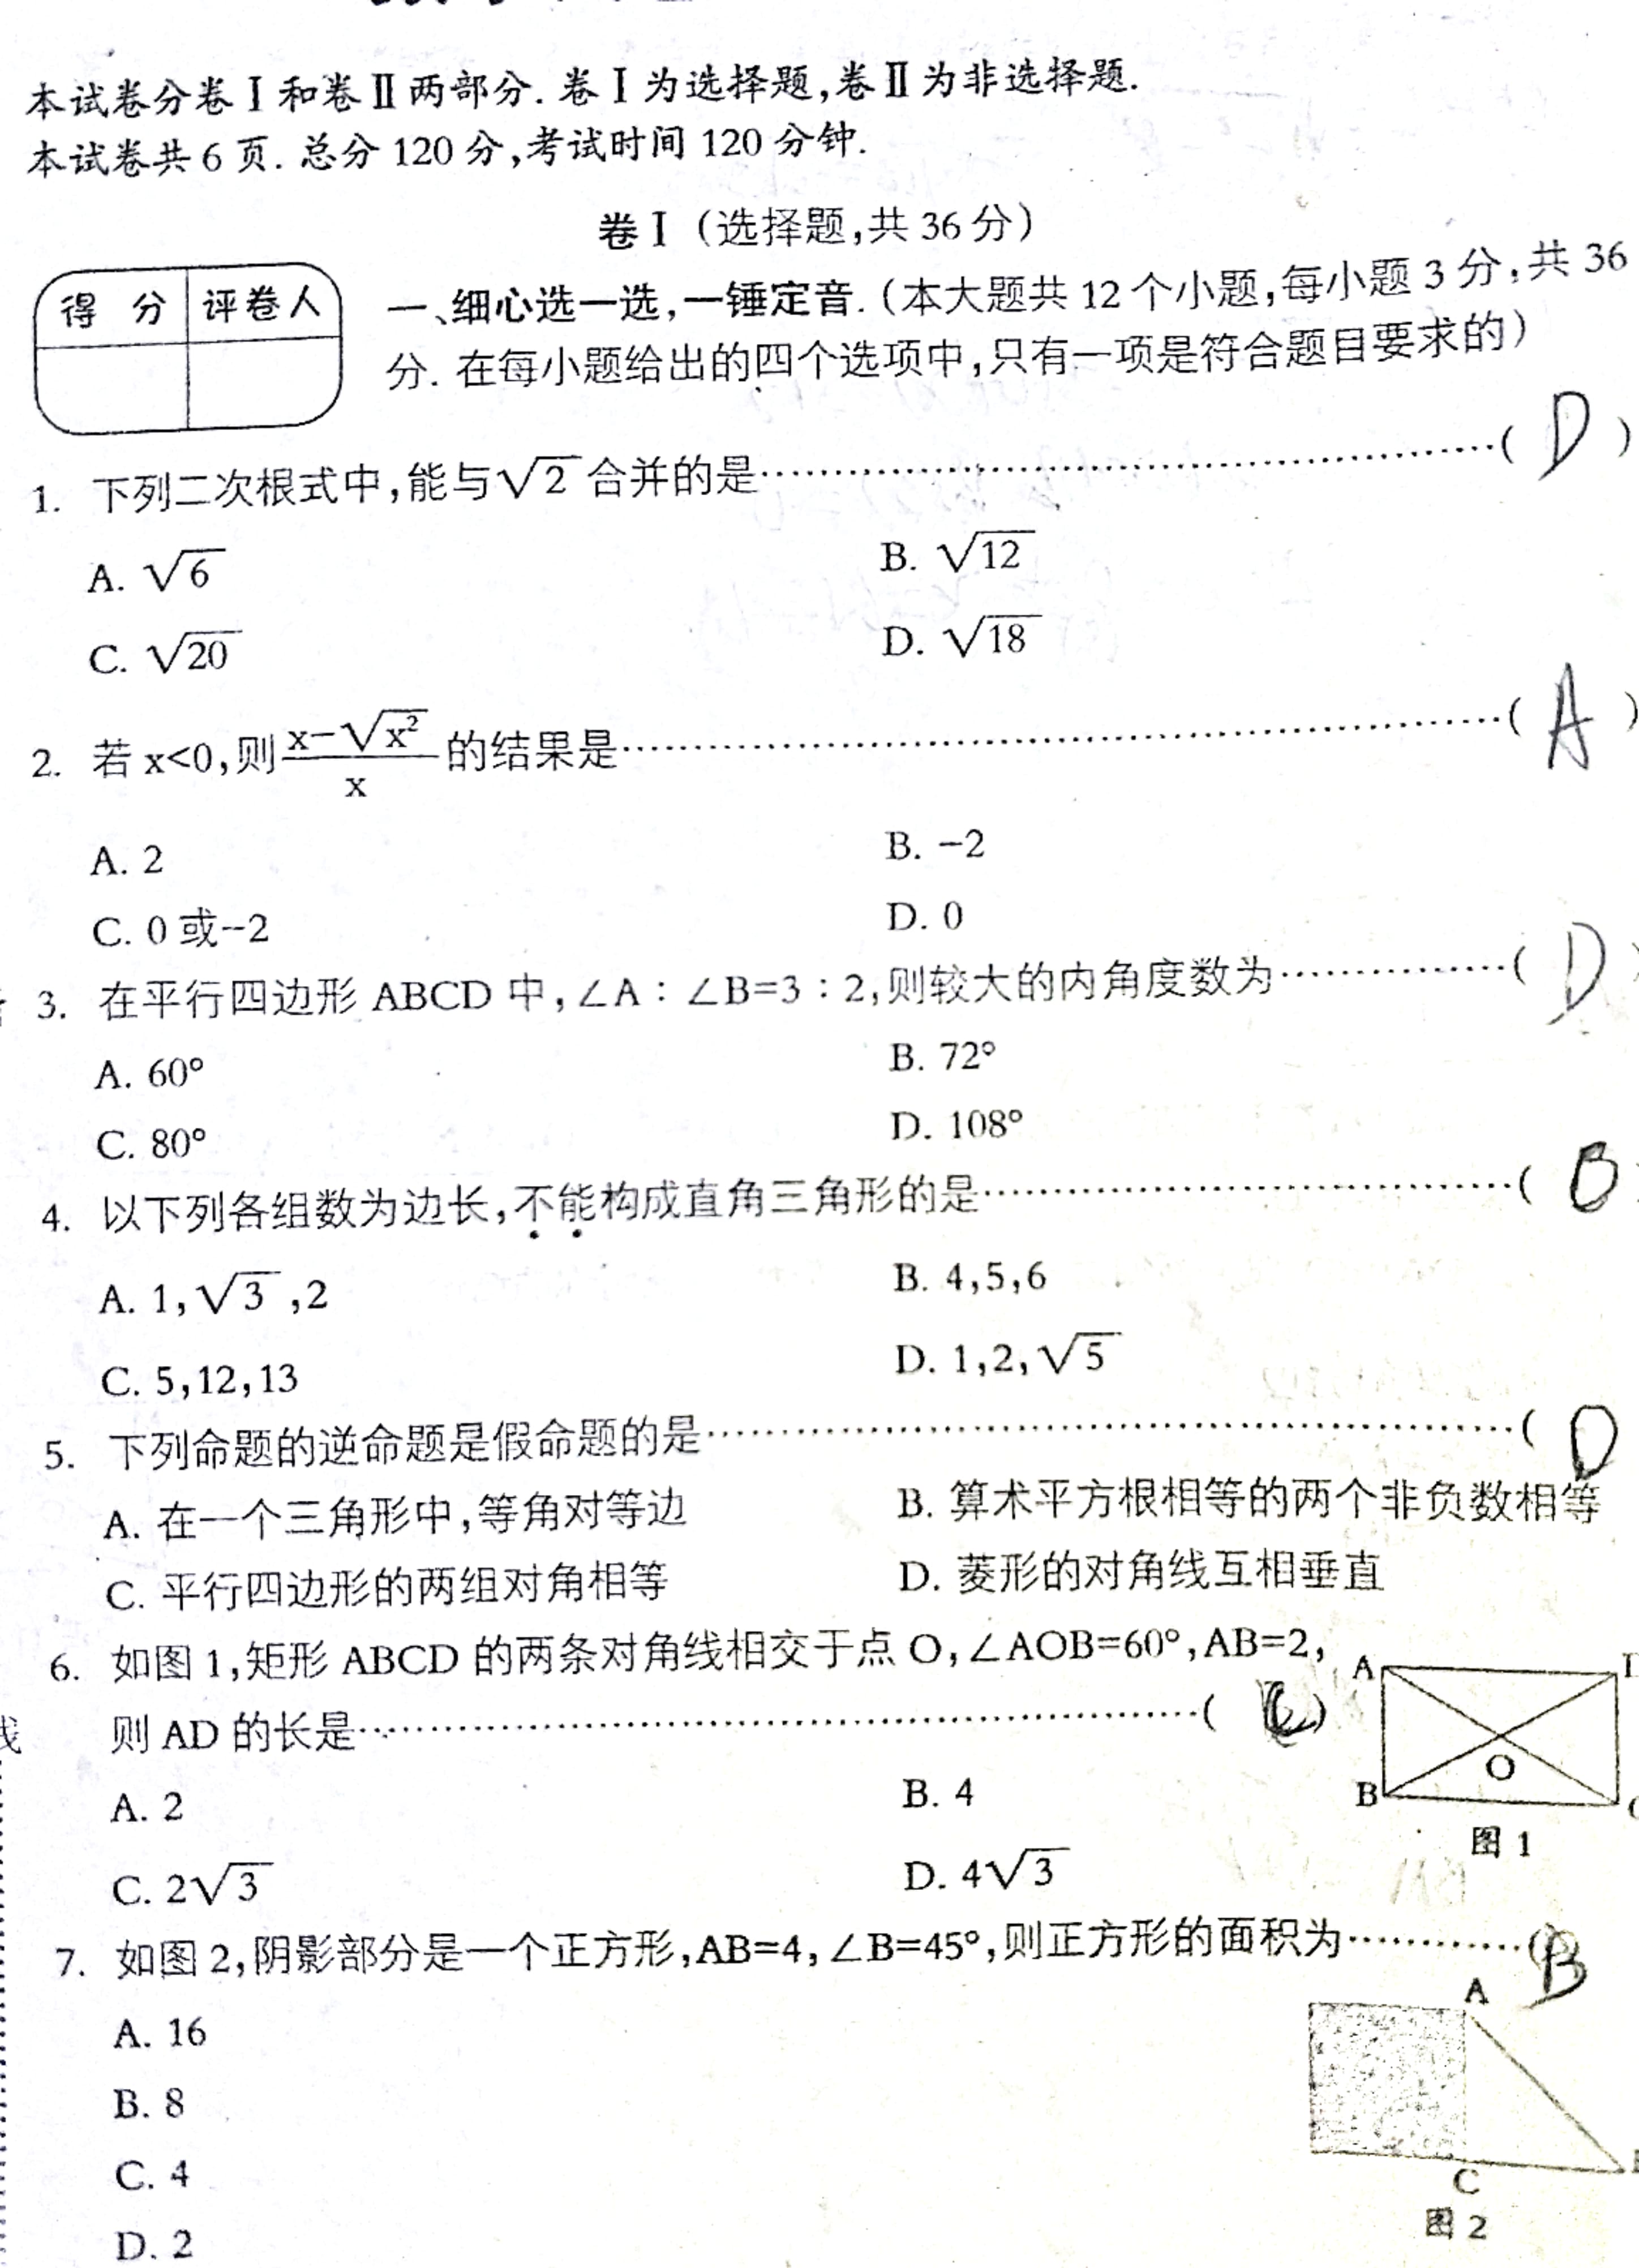 本试卷分卷Ⅰ和卷Ⅱ两部分.卷Ⅰ为选择题,卷Ⅱ为非选择题.
本试卷共6页.总分120分,考试时间120分钟.
卷Ⅰ(选择题,共36分)
得 分 评卷人
一、细心选一选,一锤定音.(本大题共12个小题,每小题3分,共36
分.在每小题给出的四个选项中,只有一项是符合题目要求的)
1. 下列二次根式中,能与√2合并的是……………( D )
A. √6 B. √12
C. √20 D. √18
2. 若x<0,则(x-√x²)/x的结果是……………( A )
A. 2 B. -2
C. 0或-2 D. 0
3. 在平行四边形ABCD中,∠A:∠B=3:2,则较大的内角度数为……………( D )
A. 60° B. 72°
C. 80° D. 108°
4. 以下列各组数为边长,不能构成直角三角形的是……………( B
A. 1,√3,2 B. 4,5,6
C. 5,12,13 D. 1,2,√5
5. 下列命题的逆命题是假命题的是……………( D
A. 在一个三角形中,等角对等边 B. 算术平方根相等的两个非负数相等
C. 平行四边形的两组对角相等 D. 菱形的对角线互相垂直
6. 如图1,矩形ABCD的两条对角线相交于点O,∠AOB=60°,AB=2,
则AD的长是……………( C )
A. 2 B. 4
C. 2√3 D. 4√3
A
B
O
图1
7. 如图2,阴影部分是一个正方形,AB=4,∠B=45°,则正方形的面积为……………( B
A. 16
B. 8
C. 4
D. 2
A
C
图2